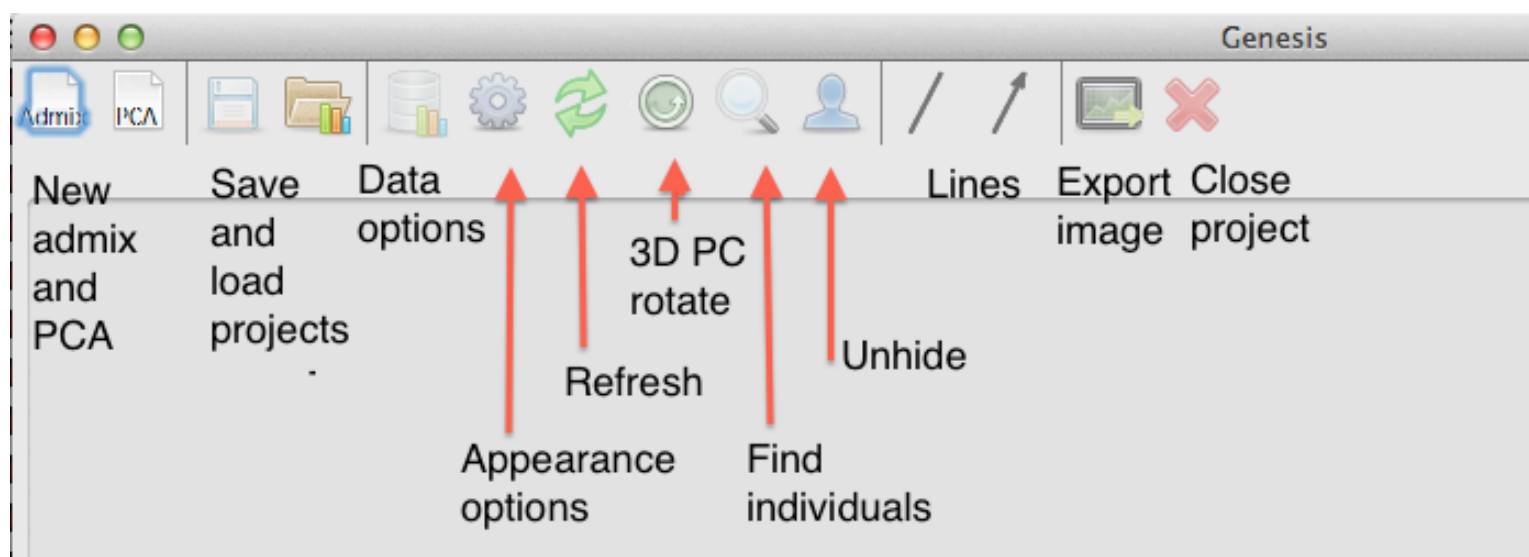 Genesis
Admix PCA
New
admix
and
PCA
Save
and
load
projects
Data
options
Appearance
options
Refresh
3D PC
rotate
Find
individuals
Unhide
Lines
Export
image
Close
project